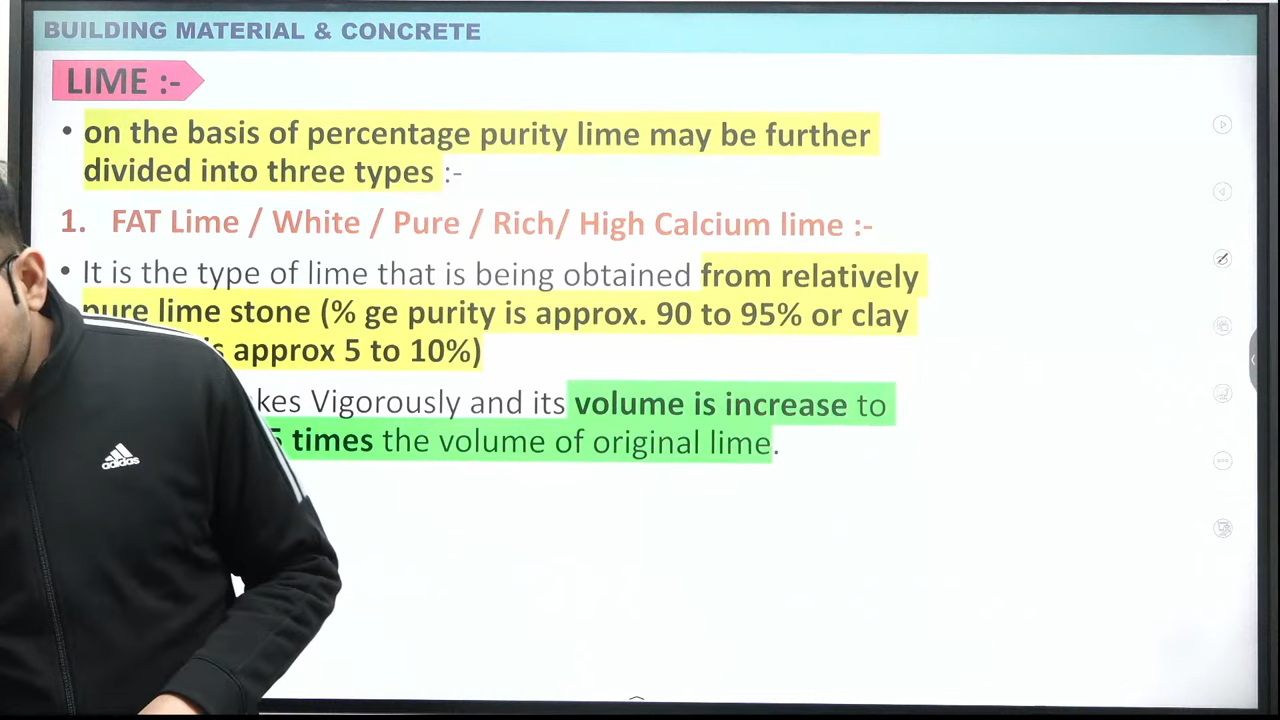 BUILDING MATERIAL & CONCRETE
LIME :-
• on the basis of percentage purity lime may be further
divided into three types :-
1. FAT Lime / White / Pure / Rich/ High Calcium lime :-
• It is the type of lime that is being obtained from relatively
pure lime stone (% ge purity is approx. 90 to 95% or clay
approx 5 to 10%)
Vigorously and its volume is increase to
times the volume of original lime.
adidas